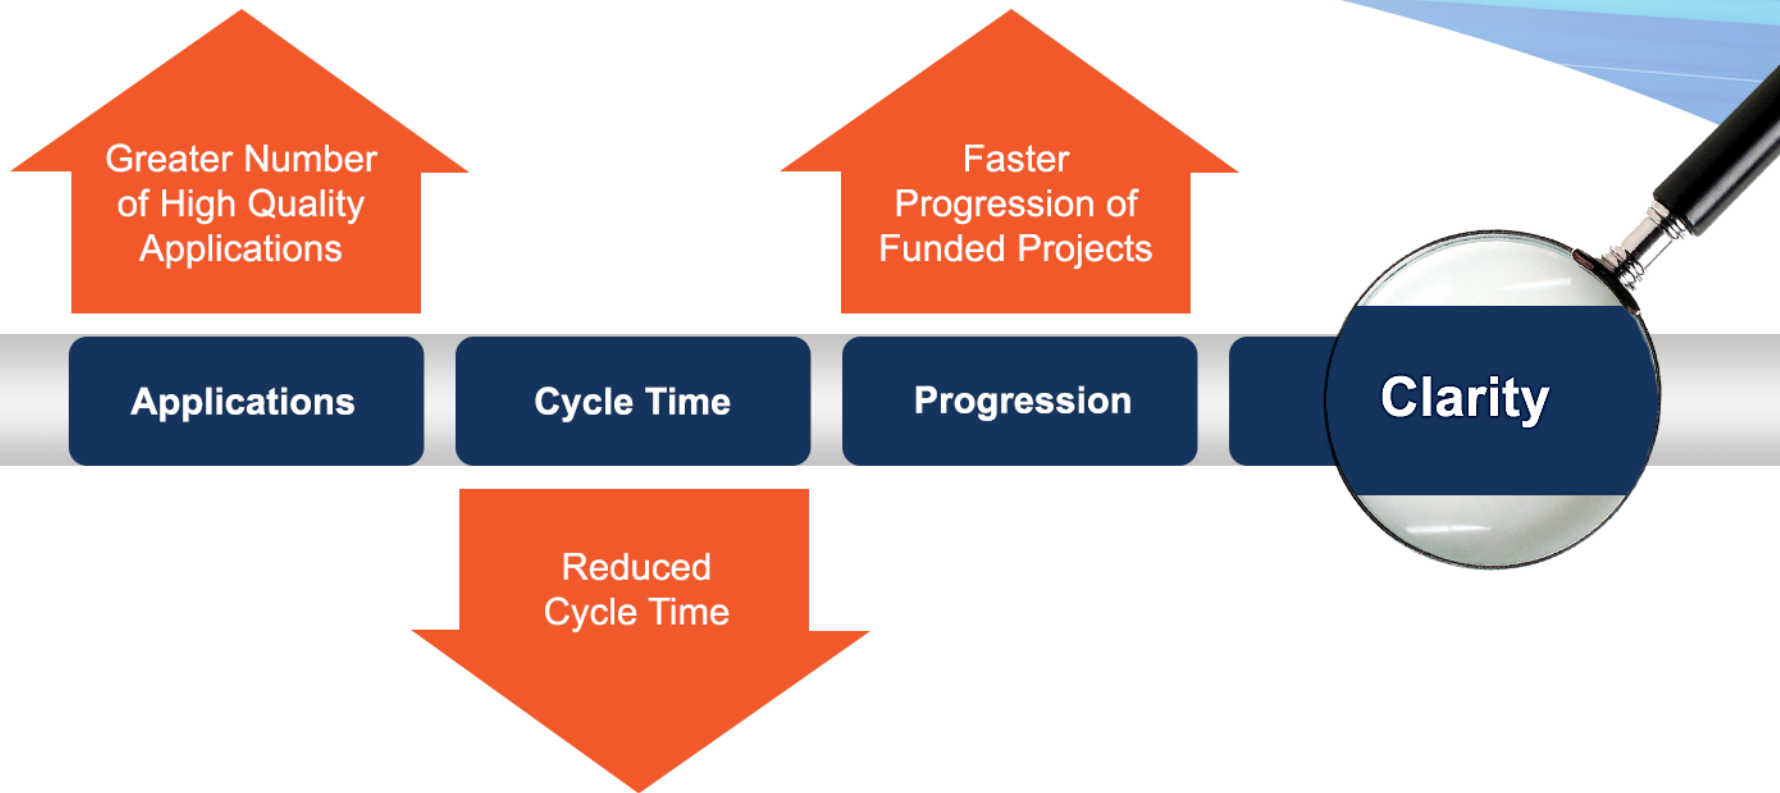 Greater Number
of High Quality
Applications
Faster
Progression of
Funded Projects
Applications
Cycle Time
Progression
Clarity
Reduced
Cycle Time